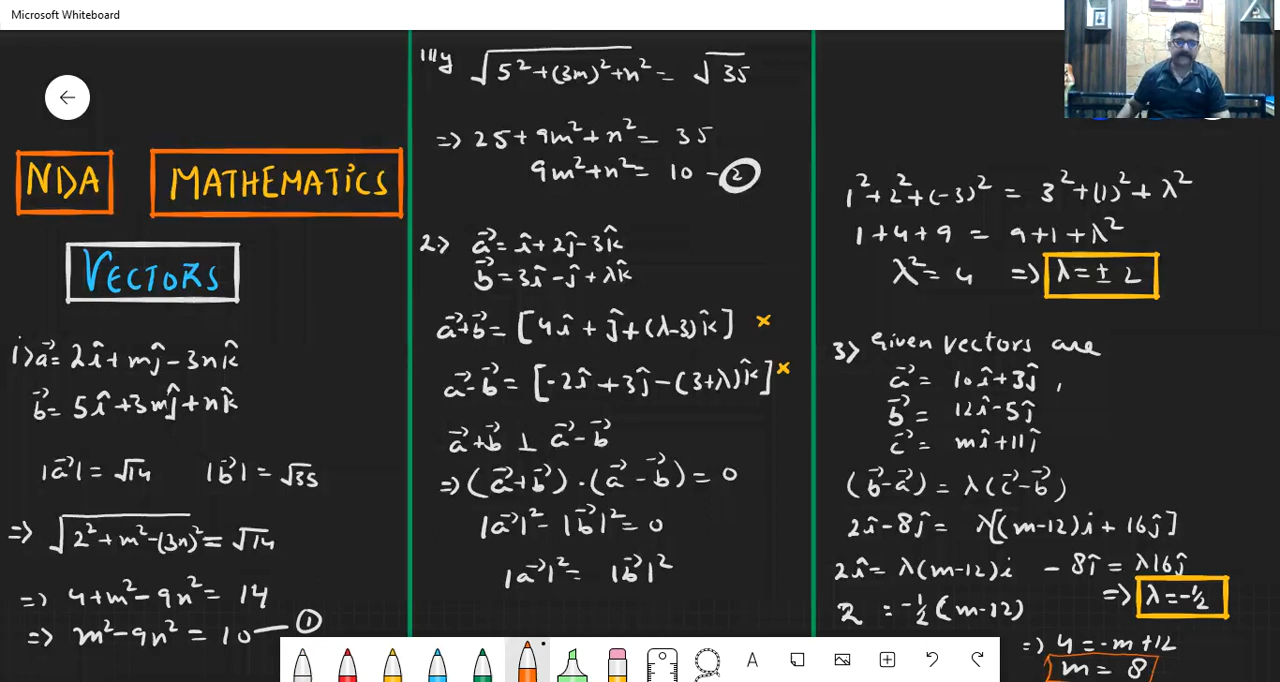 Microsoft Whiteboard
NDA MATHEMATICS
VECTORS
1) a⃗= 2î+mĵ-3nk̂
b⃗= 5î+3mĵ+nk̂
|a⃗|=√14 |b⃗|=√35
=> √2²+m²-(3n)² = √14
=> 4+m²-9n² = 14
=> m²-9n² = 10 — ①
lllly √5²+(3m)²+n² = √35
=> 25+9m²+n² = 35
9m²+n² = 10 - ②
2) a⃗= î+2ĵ-3k̂
b⃗= 3î-ĵ+λk̂
a⃗+b⃗ = [4î+ĵ+(λ-3)k̂] ×
a⃗-b⃗ = [-2î+3ĵ-(3+λ)k̂] ×
a⃗+b⃗ ⊥ a⃗-b⃗
=> (a⃗+b⃗)·(a⃗-b⃗) = 0
|a⃗|²-|b⃗|² = 0
|a⃗|² = |b⃗|²
1²+2²+(-3)² = 3²+(1)²+λ²
1+4+9 = 9+1+λ²
λ² = 4 => λ = ± 2
3) Given vectors are
a⃗ = 10î+3ĵ,
b⃗ = 12î-5ĵ
c⃗ = mî+11ĵ
(b⃗-a⃗) = λ(c⃗-b⃗)
2î-8ĵ = λ[(m-12)i + 16ĵ]
2î = λ(m-12)i - 8ĵ = λ16ĵ
=> λ = -½
2 = -½(m-12)
=> 4 = -m+12
m = 8
A